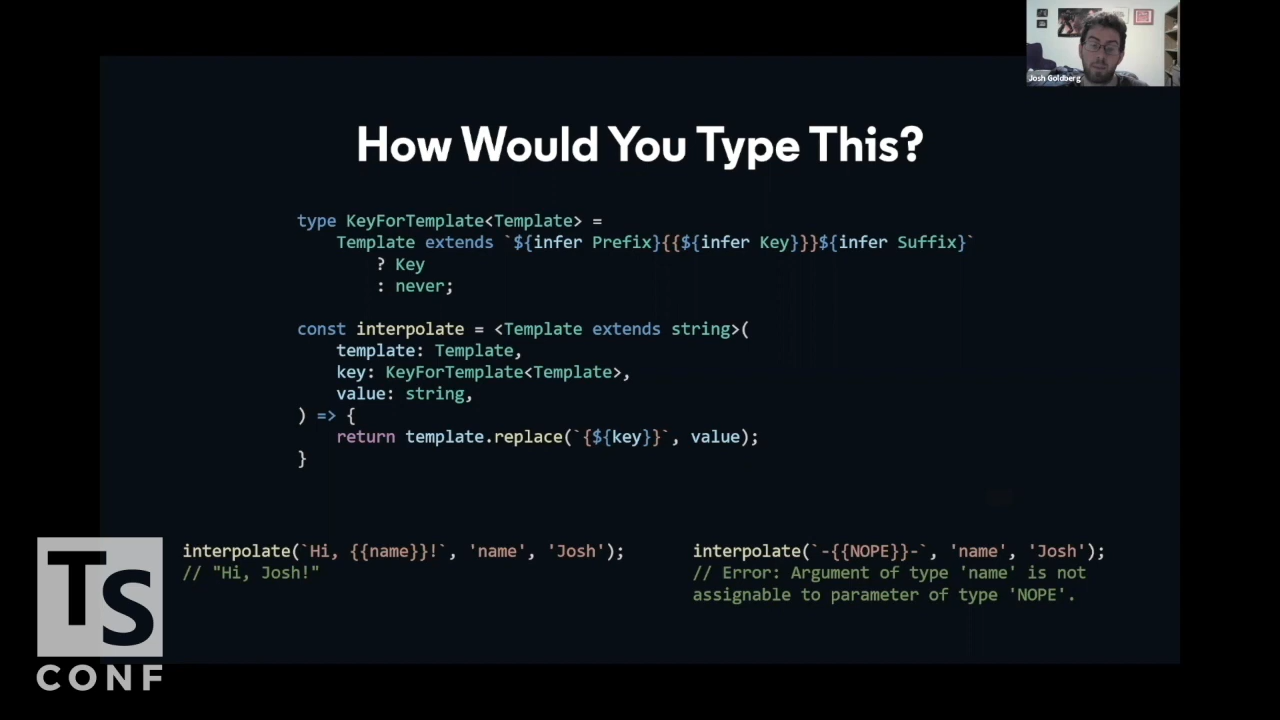 Josh Goldberg
How Would You Type This?
type KeyForTemplate<Template> =
    Template extends `${infer Prefix}{{${infer Key}}}${infer Suffix}`
        ? Key
        : never;
const interpolate = <Template extends string>(
    template: Template,
    key: KeyForTemplate<Template>,
    value: string,
) => {
    return template.replace(`{${key}}`, value);
}
interpolate(`Hi, {{name}}!`, 'name', 'Josh');
// "Hi, Josh!"
interpolate(`-{{NOPE}}-`, 'name', 'Josh');
// Error: Argument of type 'name' is not
assignable to parameter of type 'NOPE'.
TS
CONF